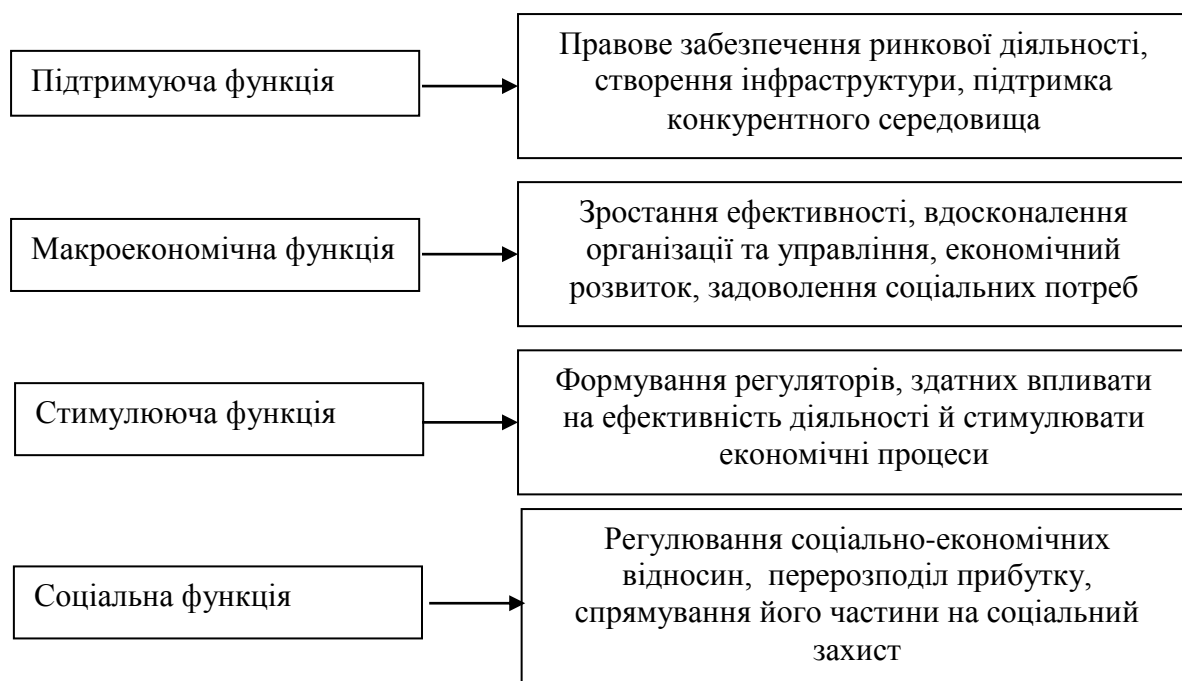 Підтримуюча функція
Правове забезпечення ринкової діяльності,
створення інфраструктури, підтримка
конкурентного середовища
Макроекономічна функція
Зростання ефективності, вдосконалення
організації та управління, економічний
розвиток, задоволення соціальних потреб
Стимулююча функція
Формування регуляторів, здатних впливати
на ефективність діяльності й стимулювати
економічні процеси
Соціальна функція
Регулювання соціально-економічних
відносин, перерозподіл прибутку,
спрямування його частини на соціальний
захист